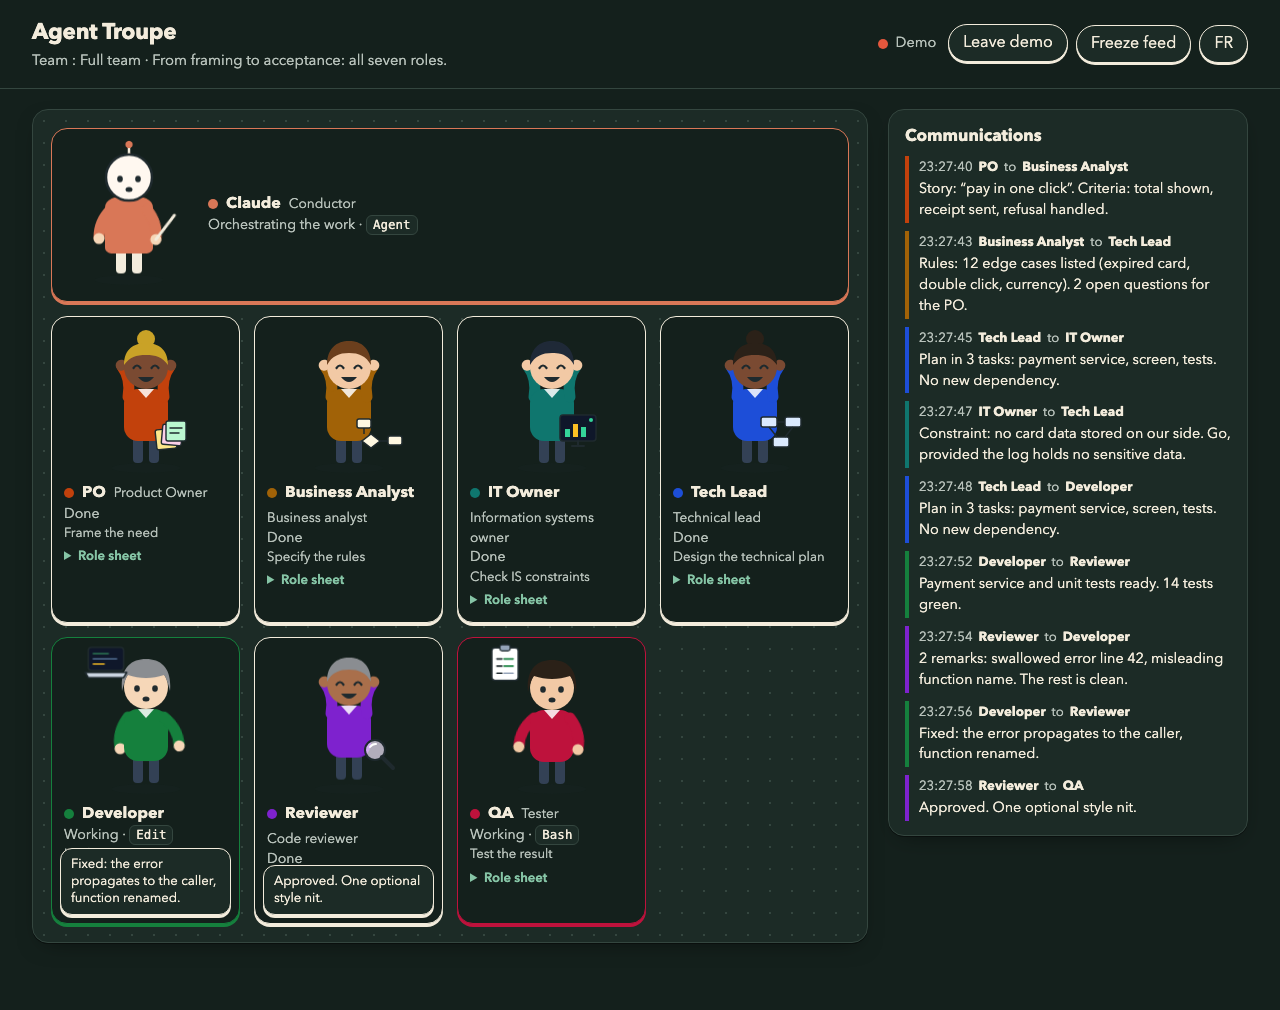 Agent Troupe
Team : Full team · From framing to acceptance: all seven roles.
Demo
Leave demo
Freeze feed
FR
Claude Conductor
Orchestrating the work · Agent
PO Product Owner
Done
Frame the need
Role sheet
Business Analyst
Business analyst
Done
Specify the rules
Role sheet
IT Owner
Information systems
owner
Done
Check IS constraints
Role sheet
Tech Lead
Technical lead
Done
Design the technical plan
Role sheet
Developer
Working · Edit
Fixed: the error
propagates to the caller,
function renamed.
Reviewer
Code reviewer
Done
Approved. One optional
style nit.
QA Tester
Working · Bash
Test the result
Role sheet
Communications
23:27:40 PO to Business Analyst
Story: “pay in one click”. Criteria: total shown,
receipt sent, refusal handled.
23:27:43 Business Analyst to Tech Lead
Rules: 12 edge cases listed (expired card,
double click, currency). 2 open questions for
the PO.
23:27:45 Tech Lead to IT Owner
Plan in 3 tasks: payment service, screen, tests.
No new dependency.
23:27:47 IT Owner to Tech Lead
Constraint: no card data stored on our side. Go,
provided the log holds no sensitive data.
23:27:48 Tech Lead to Developer
Plan in 3 tasks: payment service, screen, tests.
No new dependency.
23:27:52 Developer to Reviewer
Payment service and unit tests ready. 14 tests
green.
23:27:54 Reviewer to Developer
2 remarks: swallowed error line 42, misleading
function name. The rest is clean.
23:27:56 Developer to Reviewer
Fixed: the error propagates to the caller,
function renamed.
23:27:58 Reviewer to QA
Approved. One optional style nit.